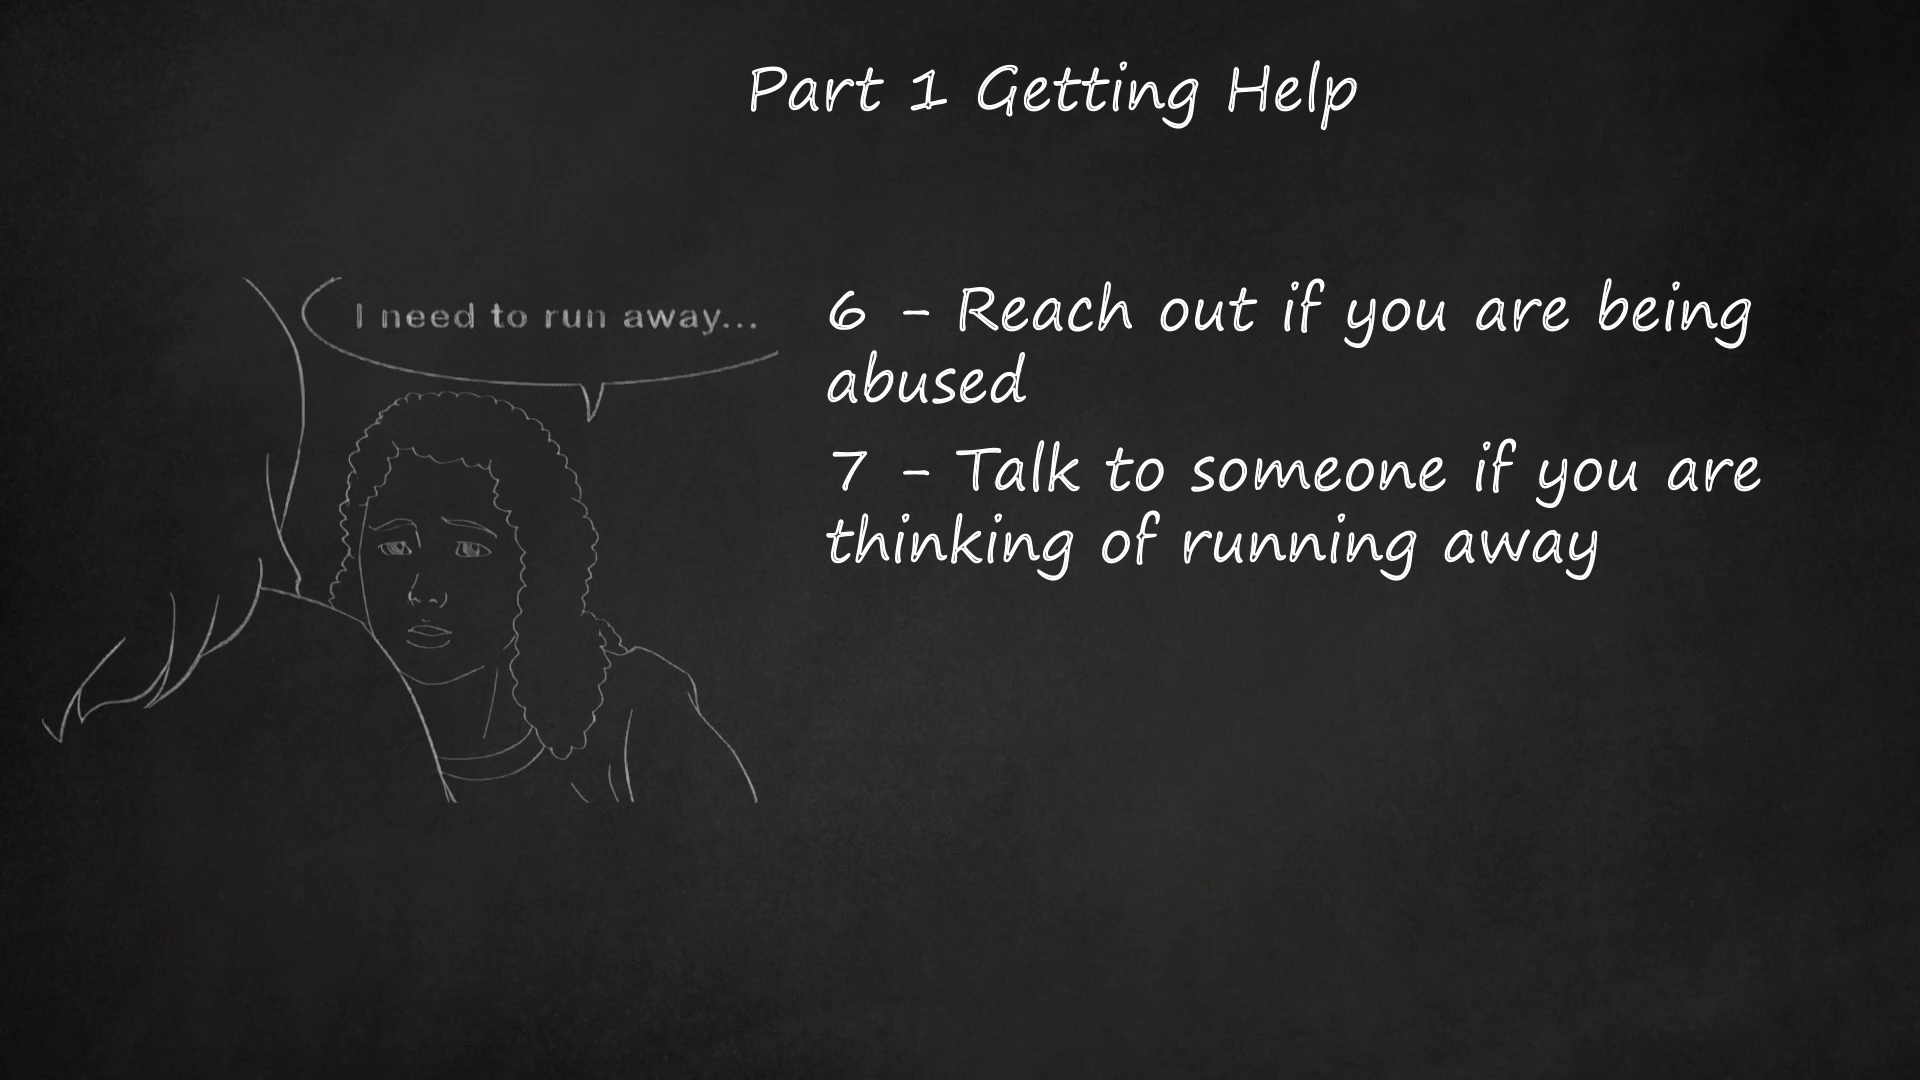 Part 1 Getting Help
I need to run away...
6 - Reach out if you are being
abused
7 - Talk to someone if you are
thinking of running away